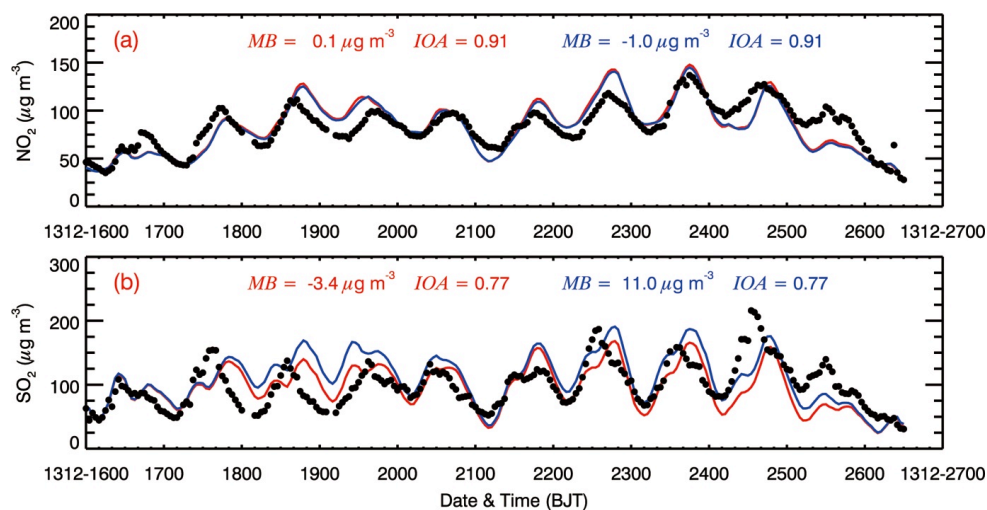 (a) MB = 0.1 μg m⁻³ IOA = 0.91 MB = -1.0 μg m⁻³ IOA = 0.91
NO₂ (μg m⁻³)
200
150
100
50
0
1312-1600 1700 1800 1900 2000 2100 2200 2300 2400 2500 2600 1312-2700
(b) MB = -3.4 μg m⁻³ IOA = 0.77 MB = 11.0 μg m⁻³ IOA = 0.77
SO₂ (μg m⁻³)
300
200
100
0
1312-1600 1700 1800 1900 2000 2100 2200 2300 2400 2500 2600 1312-2700
Date & Time (BJT)